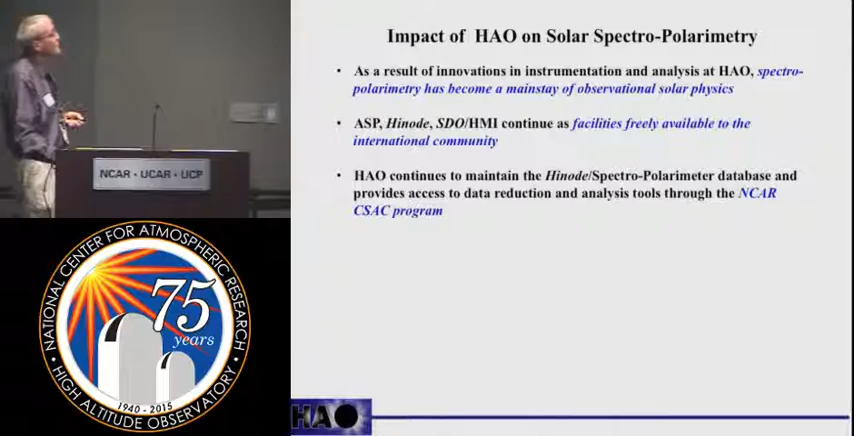 Impact of HAO on Solar Spectro-Polarimetry
• As a result of innovations in instrumentation and analysis at HAO, spectro-
polarimetry has become a mainstay of observational solar physics
• ASP, Hinode, SDO/HMI continue as facilities freely available to the
international community
• HAO continues to maintain the Hinode/Spectro-Polarimeter database and
provides access to data reduction and analysis tools through the NCAR
CSAC program
NCAR • UCAR • UCP
NATIONAL CENTER FOR ATMOSPHERIC RESEARCH
75
years
1940 - 2015
HIGH ALTITUDE OBSERVATORY
HAO